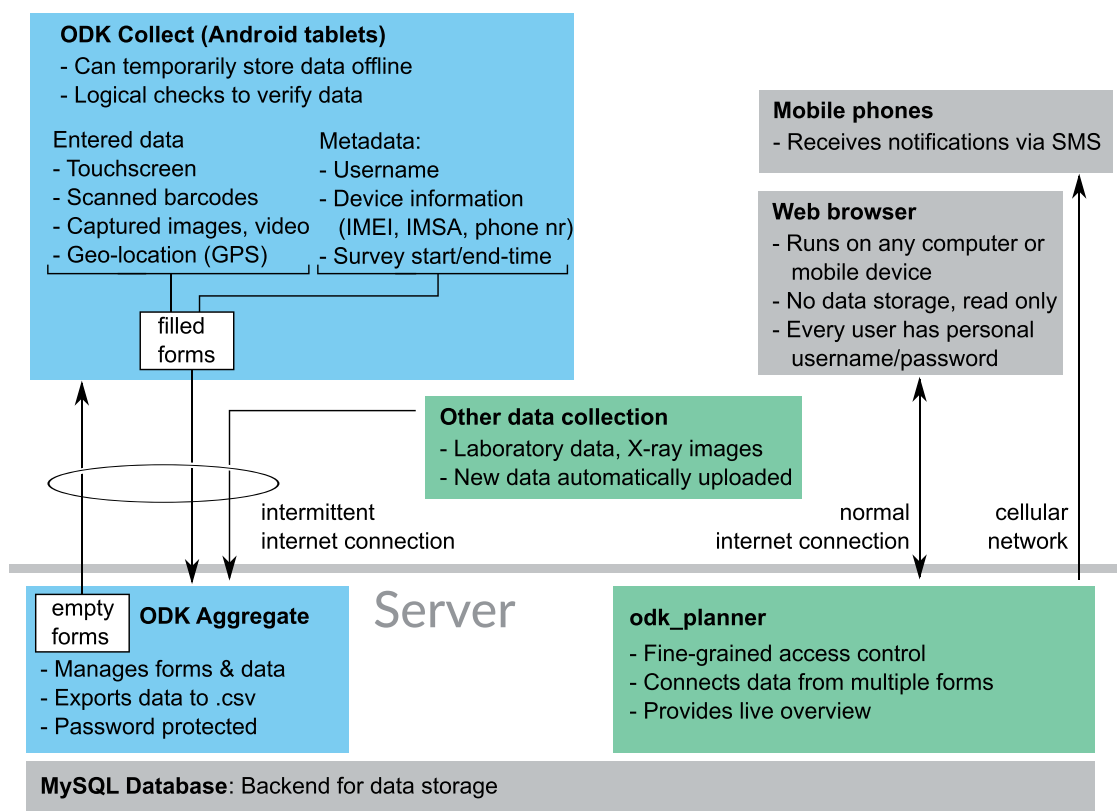 ODK Collect (Android tablets)
- Can temporarily store data offline
- Logical checks to verify data
Entered data
- Touchscreen
- Scanned barcodes
- Captured images, video
- Geo-location (GPS)
Metadata:
- Username
- Device information
(IMEI, IMSA, phone nr)
- Survey start/end-time
filled
forms
Mobile phones
- Receives notifications via SMS
Web browser
- Runs on any computer or
mobile device
- No data storage, read only
- Every user has personal
username/password
Other data collection
- Laboratory data, X-ray images
- New data automatically uploaded
intermittent
internet connection
normal
internet connection
cellular
network
empty
forms
ODK Aggregate
- Manages forms & data
- Exports data to .csv
- Password protected
Server
odk_planner
- Fine-grained access control
- Connects data from multiple forms
- Provides live overview
MySQL Database: Backend for data storage